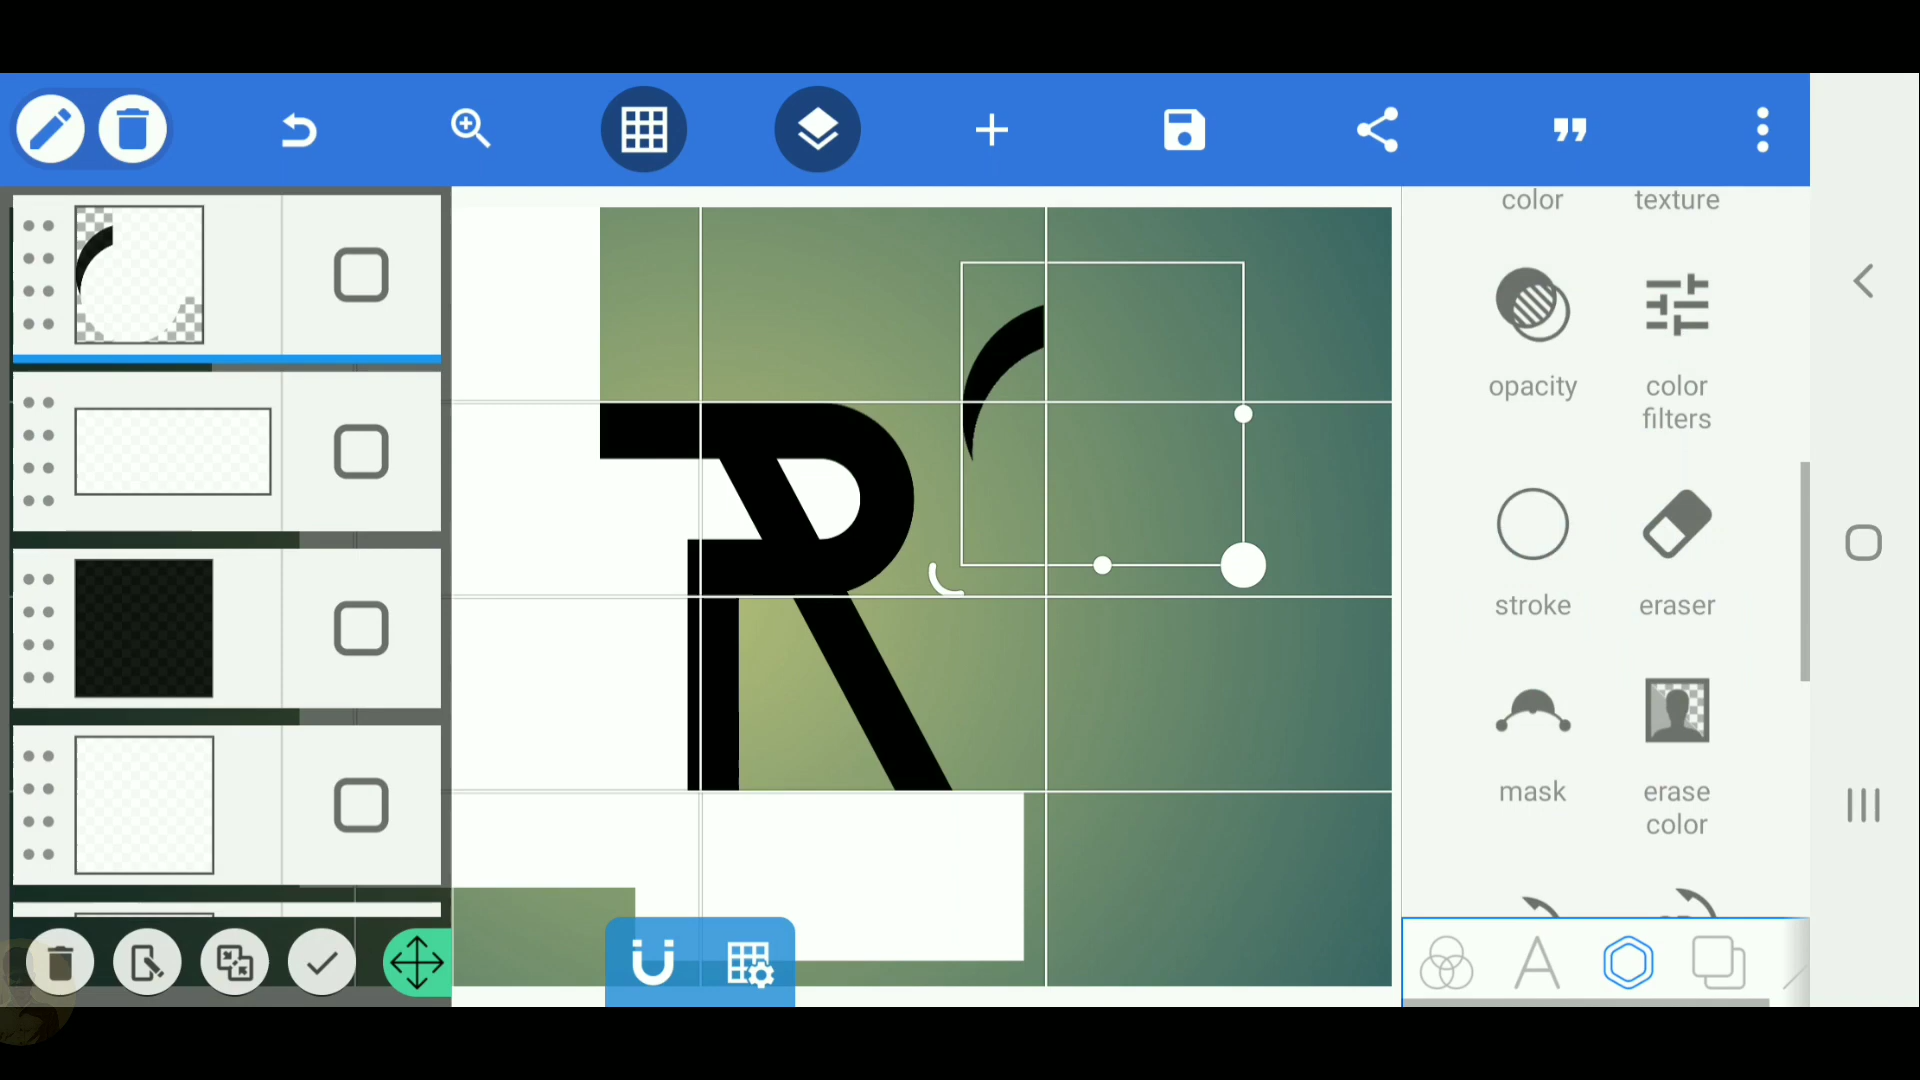 color texture
opacity color
filters
stroke eraser
mask erase
color
R